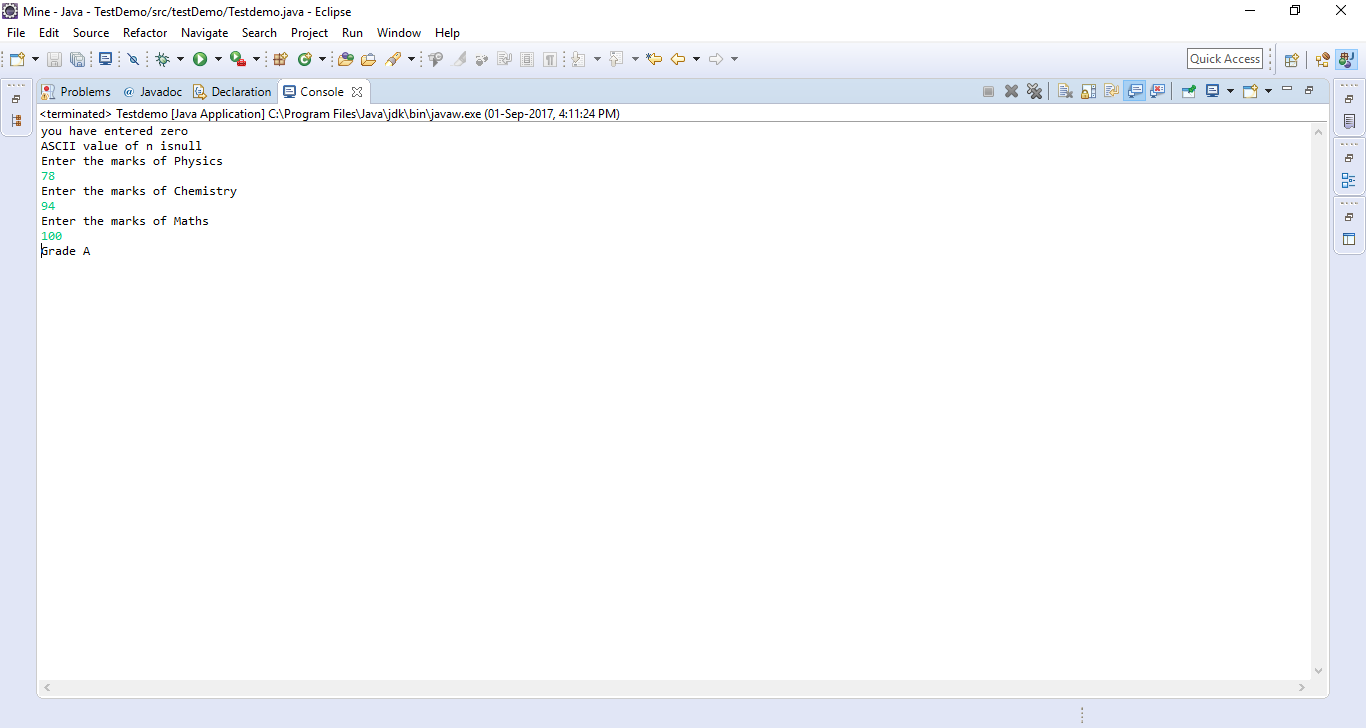 Mine - Java - TestDemo/src/testDemo/Testdemo.java - Eclipse
File Edit Source Refactor Navigate Search Project Run Window Help
Quick Access
Problems @ Javadoc Declaration Console
<terminated> Testdemo [Java Application] C:\Program Files\Java\jdk\bin\javaw.exe (01-Sep-2017, 4:11:24 PM)
you have entered zero
ASCII value of n isnull
Enter the marks of Physics
78
Enter the marks of Chemistry
94
Enter the marks of Maths
100
Grade A